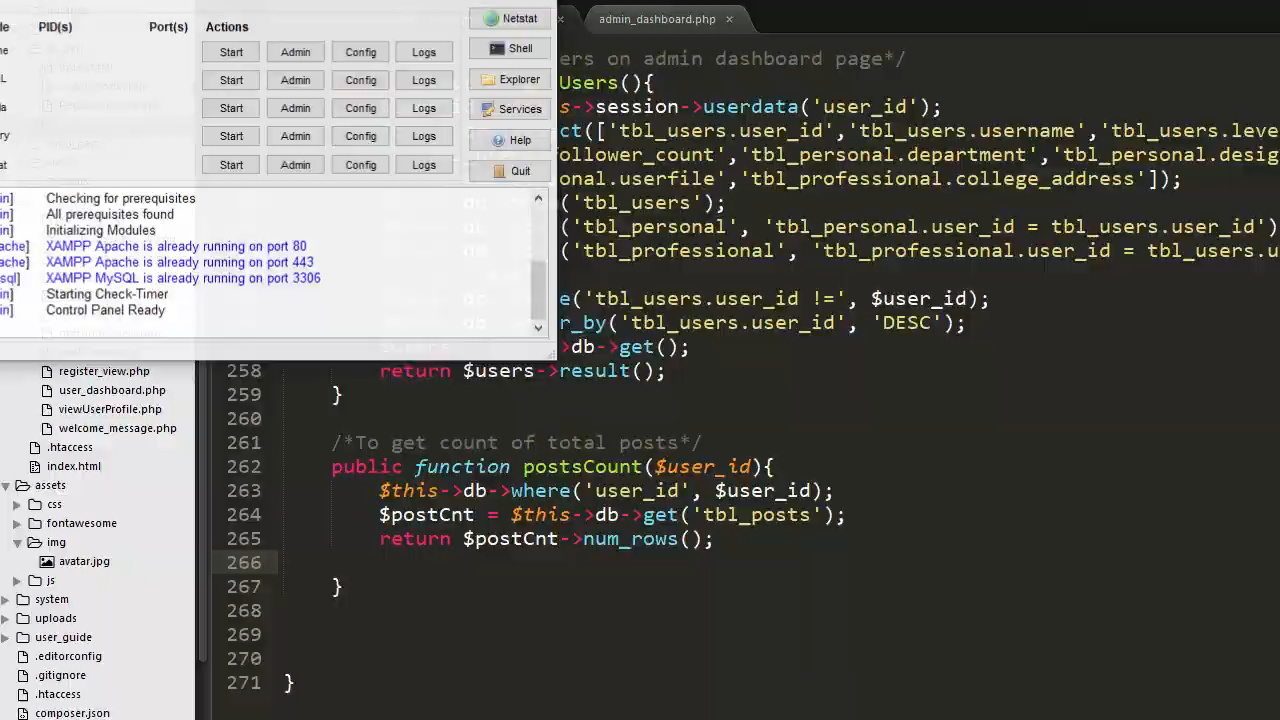 PID(s) Port(s) Actions
Start Admin Config Logs
Start Admin Config Logs
Start Admin Config Logs
Start Admin Config Logs
Start Admin Config Logs
Netstat
Shell
Explorer
Services
Help
Quit
Checking for prerequisites
All prerequisites found
Initializing Modules
XAMPP Apache is already running on port 80
XAMPP Apache is already running on port 443
XAMPP MySQL is already running on port 3306
Starting Check-Timer
Control Panel Ready
register_view.php
user_dashboard.php
viewUserProfile.php
welcome_message.php
.htaccess
index.html
assets
css
fontawesome
img
avatar.jpg
js
system
uploads
user_guide
.editorconfig
.gitignore
.htaccess
composer.json
admin_dashboard.php ×
ers on admin dashboard page*/
Users(){
s->session->userdata('user_id');
ct(['tbl_users.user_id','tbl_users.username','tbl_users.leve
ollower_count','tbl_personal.department','tbl_personal.desig
onal.userfile','tbl_professional.college_address']);
('tbl_users');
('tbl_personal', 'tbl_personal.user_id = tbl_users.user_id')
('tbl_professional', 'tbl_professional.user_id = tbl_users.u
e('tbl_users.user_id !=', $user_id);
r_by('tbl_users.user_id', 'DESC');
>db->get();
258 return $users->result();
259 }
260
261 /*To get count of total posts*/
262 public function postsCount($user_id){
263 $this->db->where('user_id', $user_id);
264 $postCnt = $this->db->get('tbl_posts');
265 return $postCnt->num_rows();
266
267 }
268
269
270
271 }